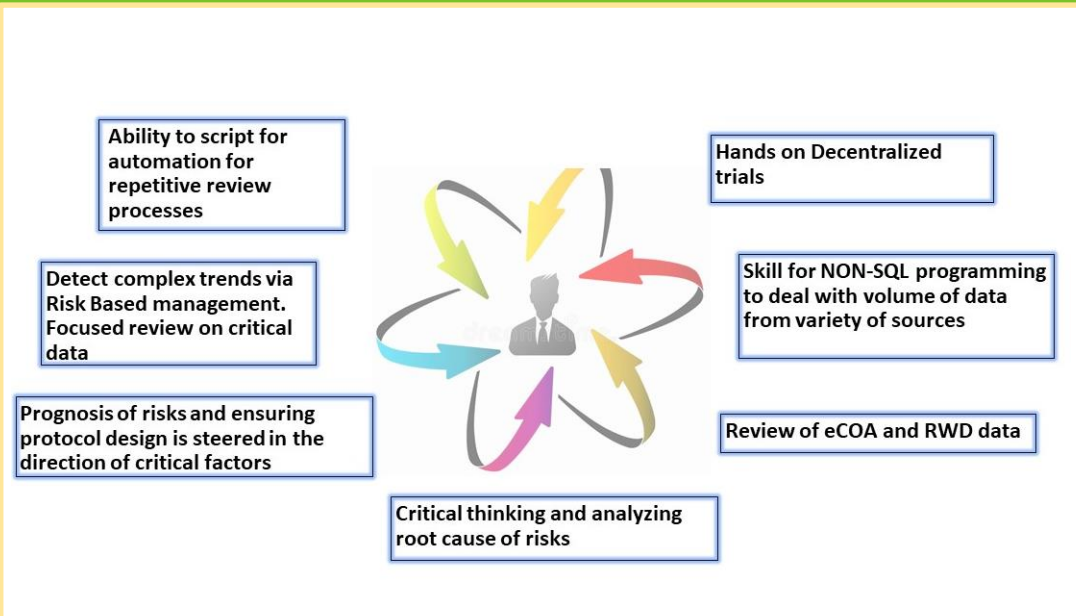 Ability to script for
automation for
repetitive review
processes
Detect complex trends via
Risk Based management.
Focused review on critical
data
Prognosis of risks and ensuring
protocol design is steered in the
direction of critical factors
Critical thinking and analyzing
root cause of risks
Hands on Decentralized
trials
Skill for NON-SQL programming
to deal with volume of data
from variety of sources
Review of eCOA and RWD data